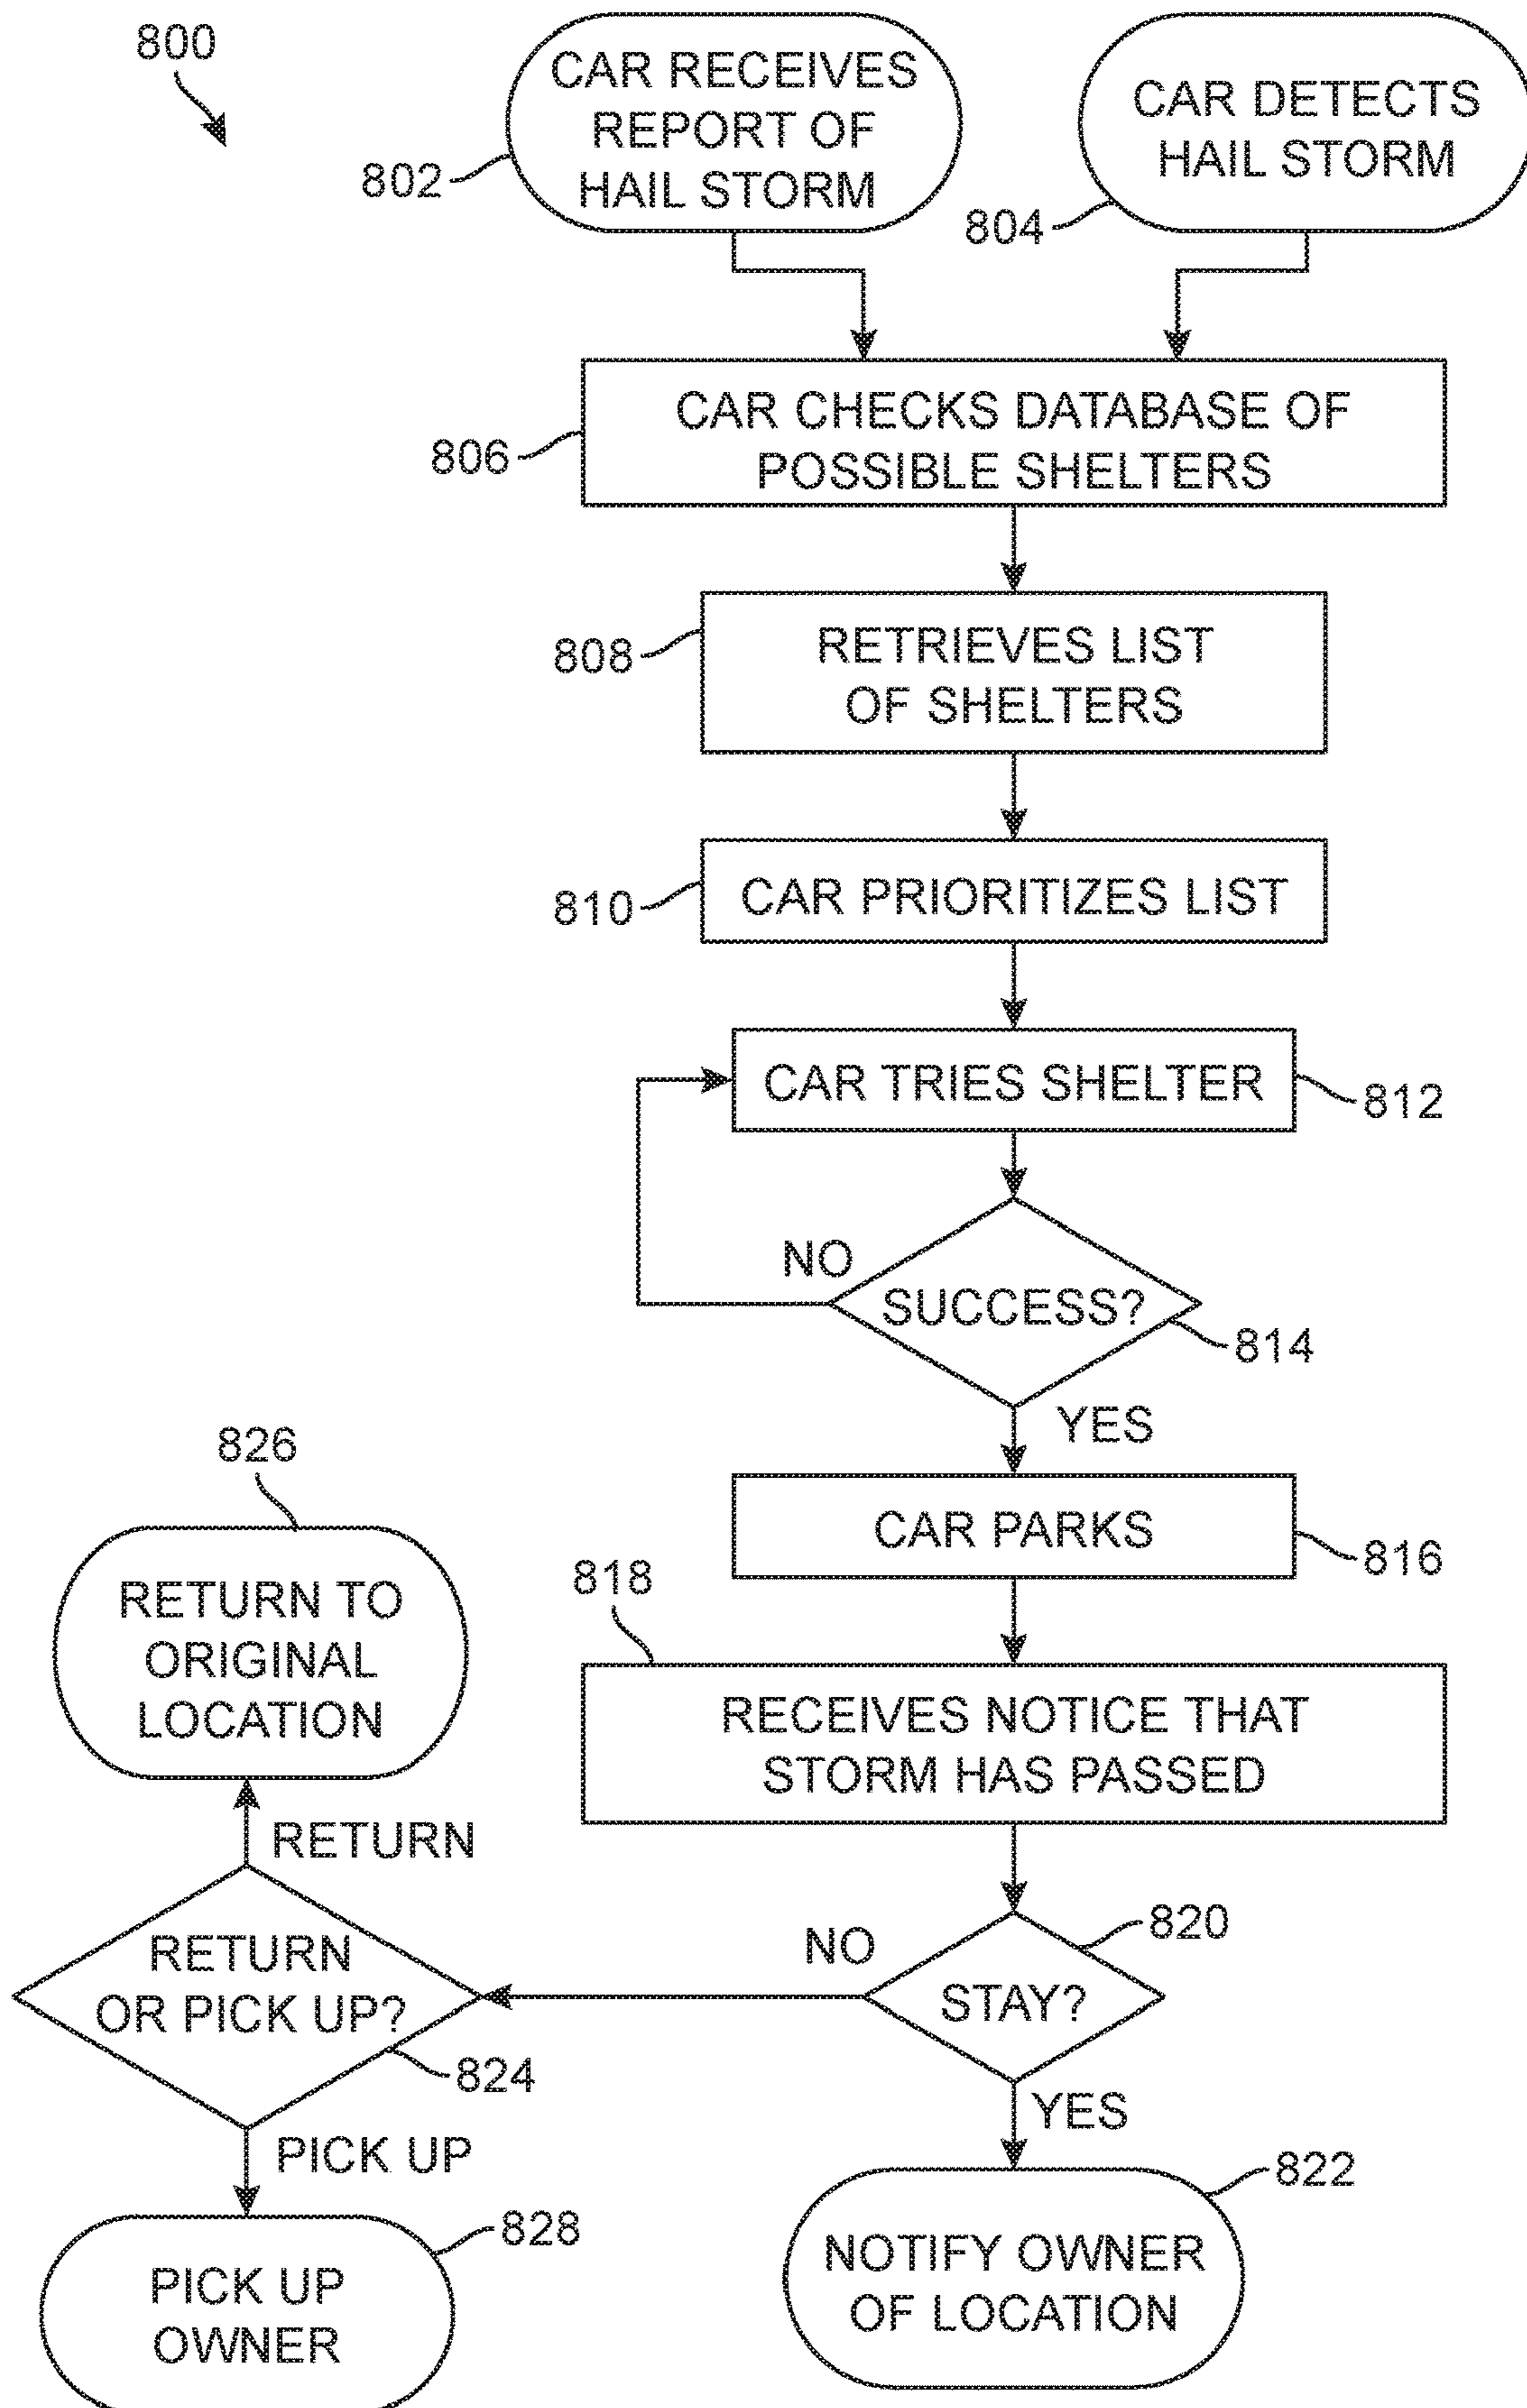 800
CAR RECEIVES
REPORT OF
HAIL STORM
802
CAR DETECTS
HAIL STORM
804
CAR CHECKS DATABASE OF
POSSIBLE SHELTERS
806
RETRIEVES LIST
OF SHELTERS
808
CAR PRIORITIZES LIST
810
CAR TRIES SHELTER
812
NO
SUCCESS?
814
YES
CAR PARKS
816
818
RECEIVES NOTICE THAT
STORM HAS PASSED
820
NO
STAY?
YES
822
NOTIFY OWNER
OF LOCATION
826
RETURN TO
ORIGINAL
LOCATION
RETURN
RETURN
OR PICK UP?
824
PICK UP
828
PICK UP
OWNER